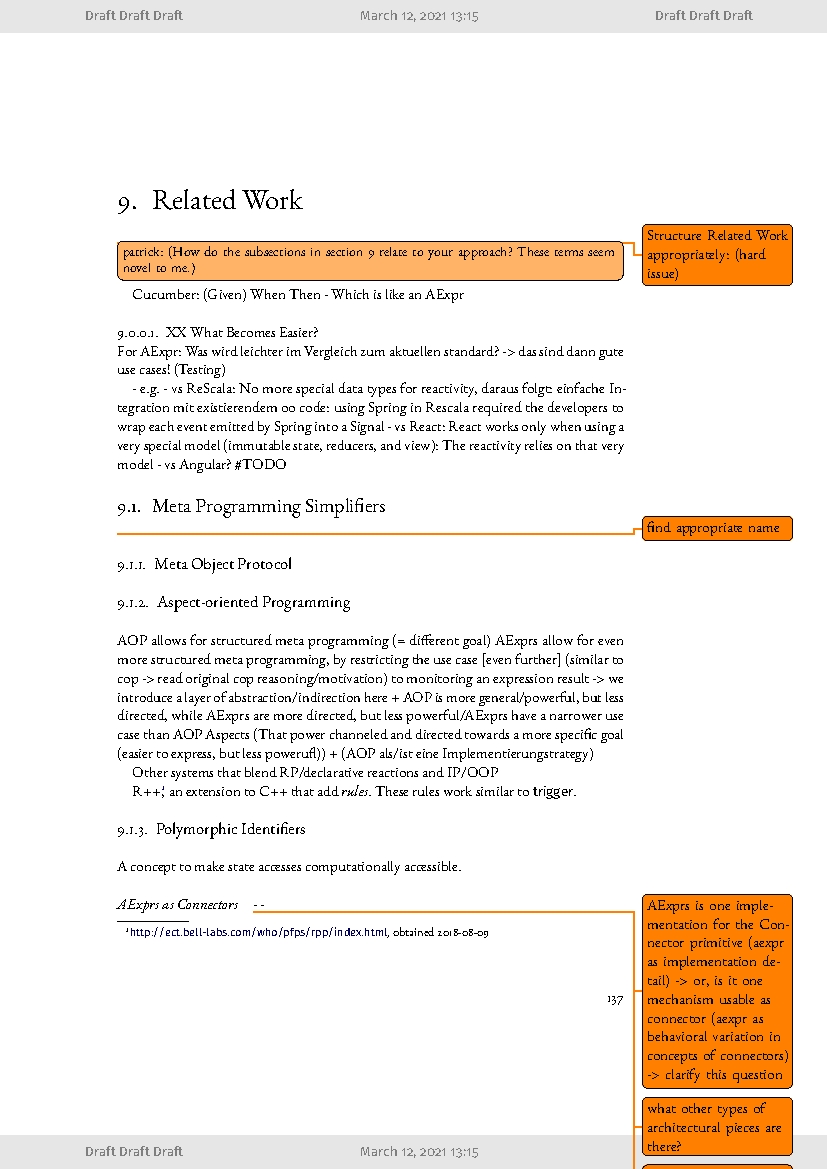 Draft Draft Draft March 12, 2021 13:15 Draft Draft Draft
9. Related Work
patrick: (How do the subsections in section 9 relate to your approach? These terms seem
novel to me.)
Structure Related Work
appropriately: (hard
issue)
Cucumber: (Given) When Then - Which is like an AExpr
9.0.0.1. XX What Becomes Easier?
For AExpr: Was wird leichter im Vergleich zum aktuellen standard? -> das sind dann gute
use cases! (Testing)
- e.g. - vs ReScala: No more special data types for reactivity, daraus folgt: einfache In-
tegration mit existierendem oo code: using Spring in Rescala required the developers to
wrap each event emitted by Spring into a Signal - vs React: React works only when using a
very special model (immutable state, reducers, and view): The reactivity relies on that very
model - vs Angular? #TODO
9.1. Meta Programming Simplifiers
find appropriate name
9.1.1. Meta Object Protocol
9.1.2. Aspect-oriented Programming
AOP allows for structured meta programming (= different goal) AExprs allow for even
more structured meta programming, by restricting the use case [even further] (similar to
cop -> read original cop reasoning/motivation) to monitoring an expression result -> we
introduce a layer of abstraction/indirection here + AOP is more general/powerful, but less
directed, while AExprs are more directed, but less powerful/AExprs have a narrower use
case than AOP Aspects (That power channeled and directed towards a more specific goal
(easier to express, but less powerufl)) + (AOP als/ist eine Implementierungstrategy)
Other systems that blend RP/declarative reactions and IP/OOP
R++,¹ an extension to C++ that add rules. These rules work similar to trigger.
9.1.3. Polymorphic Identifiers
A concept to make state accesses computationally accessible.
AExprs as Connectors - -
¹http://ect.bell-labs.com/who/pfps/rpp/index.html, obtained 2018-08-09
137
AExprs is one imple-
mentation for the Con-
nector primitive (aexpr
as implementation de-
tail) -> or, is it one
mechanism usable as
connector (aexpr as
behavioral variation in
concepts of connectors)
-> clarify this question
what other types of
architectural pieces are
there?
Draft Draft Draft March 12, 2021 13:15